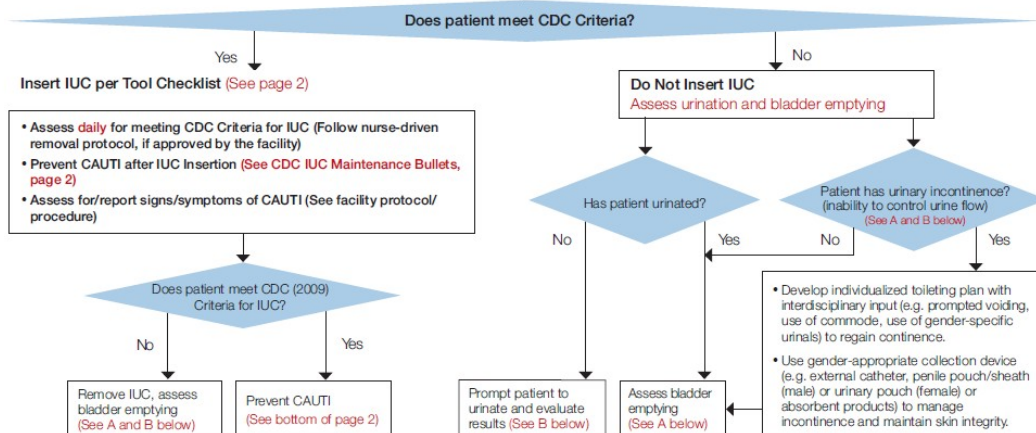 Does patient meet CDC Criteria?
Yes
No
Insert IUC per Tool Checklist (See page 2)
Do Not Insert IUC
Assess urination and bladder emptying
• Assess daily for meeting CDC Criteria for IUC (Follow nurse-driven
removal protocol, if approved by the facility)
• Prevent CAUTI after IUC Insertion (See CDC IUC Maintenance Bullets,
page 2)
• Assess for/report signs/symptoms of CAUTI (See facility protocol/
procedure)
Has patient urinated?
Patient has urinary incontinence?
(inability to control urine flow)
(See A and B below)
No
Yes
No
Yes
Does patient meet CDC (2009)
Criteria for IUC?
No
Yes
• Develop individualized toileting plan with
interdisciplinary input (e.g. prompted voiding,
use of commode, use of gender-specific
urinals) to regain continence.
• Use gender-appropriate collection device
(e.g. external catheter, penile pouch/sheath
(male) or urinary pouch (female) or
absorbent products) to manage
incontinence and maintain skin integrity.
Remove IUC, assess
bladder emptying
(See A and B below)
Prevent CAUTI
(See bottom of page 2)
Prompt patient to
urinate and evaluate
results (See B below)
Assess bladder
emptying
(See A below)